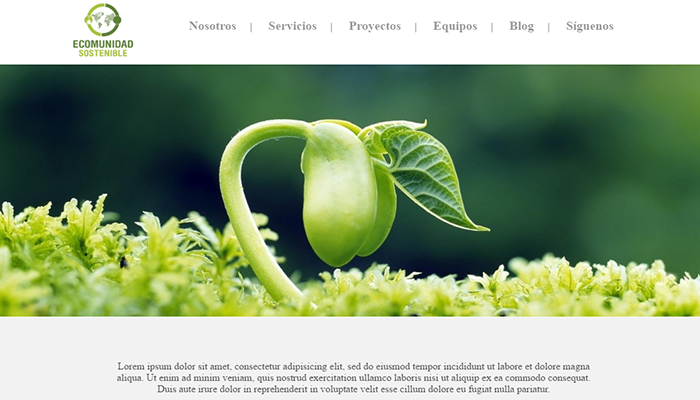 ECOMUNIDAD
SOSTENIBLE
Nosotros | Servicios | Proyectos | Equipos | Blog | Síguenos
Lorem ipsum dolor sit amet, consectetur adipisicing elit, sed do eiusmod tempor incididunt ut labore et dolore magna
aliqua. Ut enim ad minim veniam, quis nostrud exercitation ullamco laboris nisi ut aliquip ex ea commodo consequat.
Duis aute irure dolor in reprehenderit in voluptate velit esse cillum dolore eu fugiat nulla pariatur.